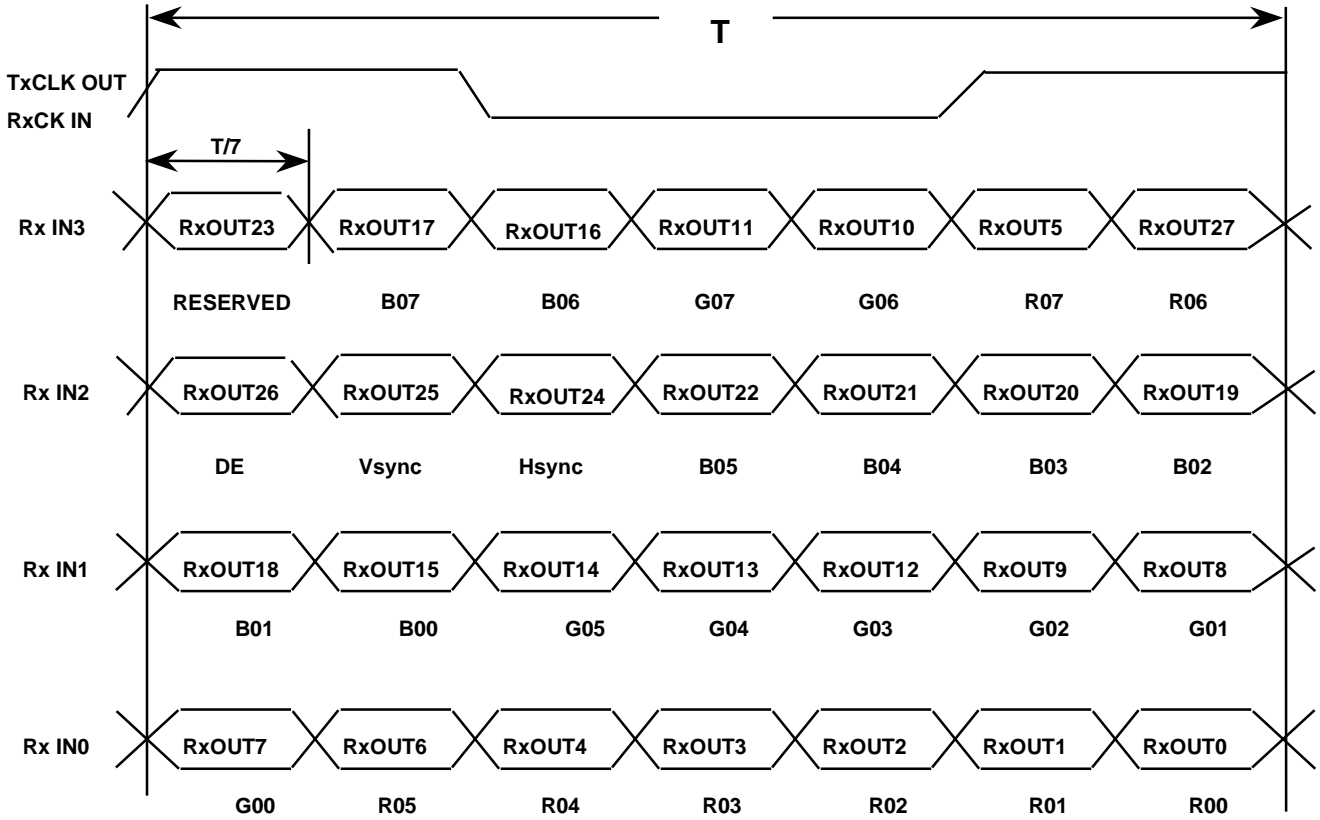 T
TxCLK OUT
RxCK IN
T/7
Rx IN3 RxOUT23 RxOUT17 RxOUT16 RxOUT11 RxOUT10 RxOUT5 RxOUT27
RESERVED B07 B06 G07 G06 R07 R06
Rx IN2 RxOUT26 RxOUT25 RxOUT24 RxOUT22 RxOUT21 RxOUT20 RxOUT19
DE Vsync Hsync B05 B04 B03 B02
Rx IN1 RxOUT18 RxOUT15 RxOUT14 RxOUT13 RxOUT12 RxOUT9 RxOUT8
B01 B00 G05 G04 G03 G02 G01
Rx IN0 RxOUT7 RxOUT6 RxOUT4 RxOUT3 RxOUT2 RxOUT1 RxOUT0
G00 R05 R04 R03 R02 R01 R00